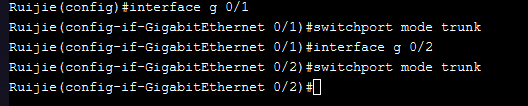 Ruijie(config)#interface g 0/1
Ruijie(config-if-GigabitEthernet 0/1)#switchport mode trunk
Ruijie(config-if-GigabitEthernet 0/1)#interface g 0/2
Ruijie(config-if-GigabitEthernet 0/2)#switchport mode trunk
Ruijie(config-if-GigabitEthernet 0/2)#